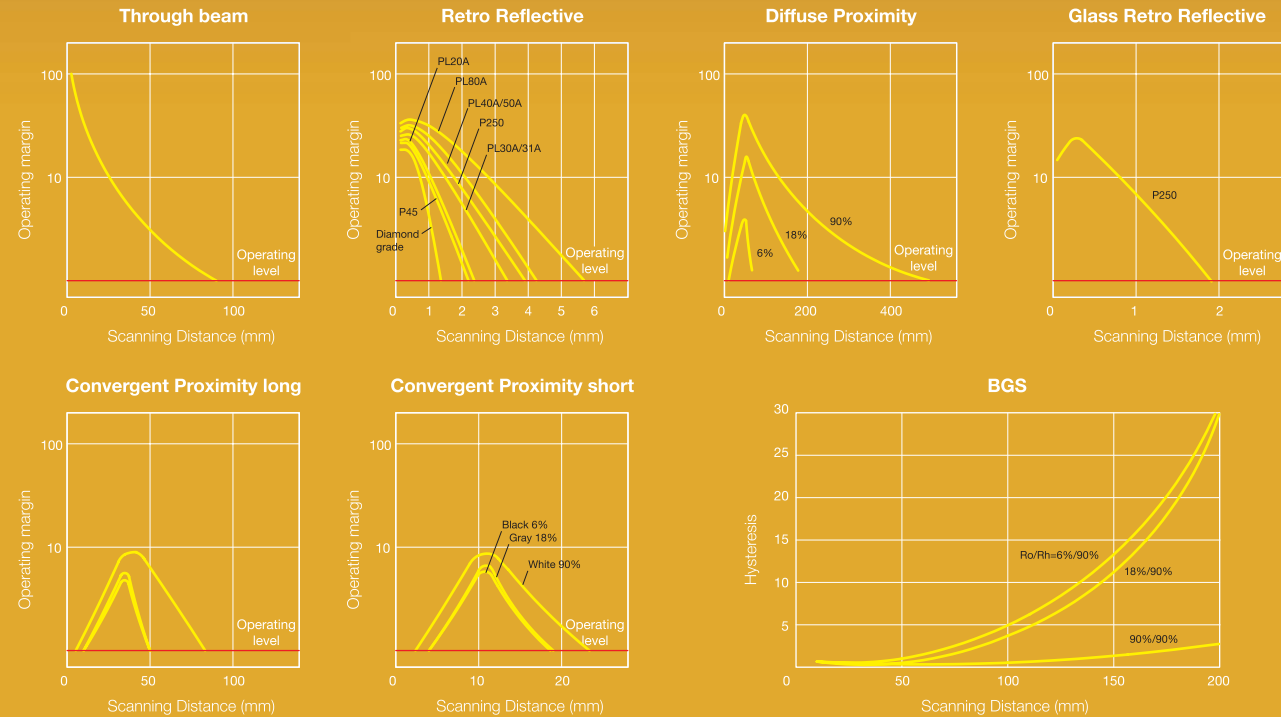 Through beam
100
10
Operating margin
Operating
level
0
50
100
Scanning Distance (mm)
Retro Reflective
100
10
Operating margin
PL20A
PL80A
PL40A/50A
P250
PL30A/31A
P45
Diamond
grade
Operating
level
0
1
2
3
4
5
6
Scanning Distance (mm)
Diffuse Proximity
100
10
Operating margin
90%
18%
6%
Operating
level
0
200
400
Scanning Distance (mm)
Glass Retro Reflective
100
10
Operating margin
P250
Operating
level
0
1
2
Scanning Distance (mm)
Convergent Proximity long
100
10
Operating margin
Operating
level
0
50
100
Scanning Distance (mm)
Convergent Proximity short
100
10
Operating margin
Black 6%
Gray 18%
White 90%
Operating
level
0
10
20
Scanning Distance (mm)
BGS
30
25
20
15
10
5
Hysteresis
Ro/Rh=6%/90%
18%/90%
90%/90%
0
50
100
150
200
Scanning Distance (mm)